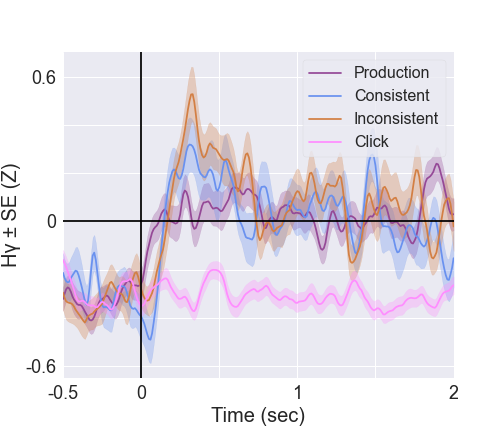 Production
Consistent
Inconsistent
Click
0.6
0
-0.6
Hγ ± SE (Z)
-0.5
0
1
2
Time (sec)